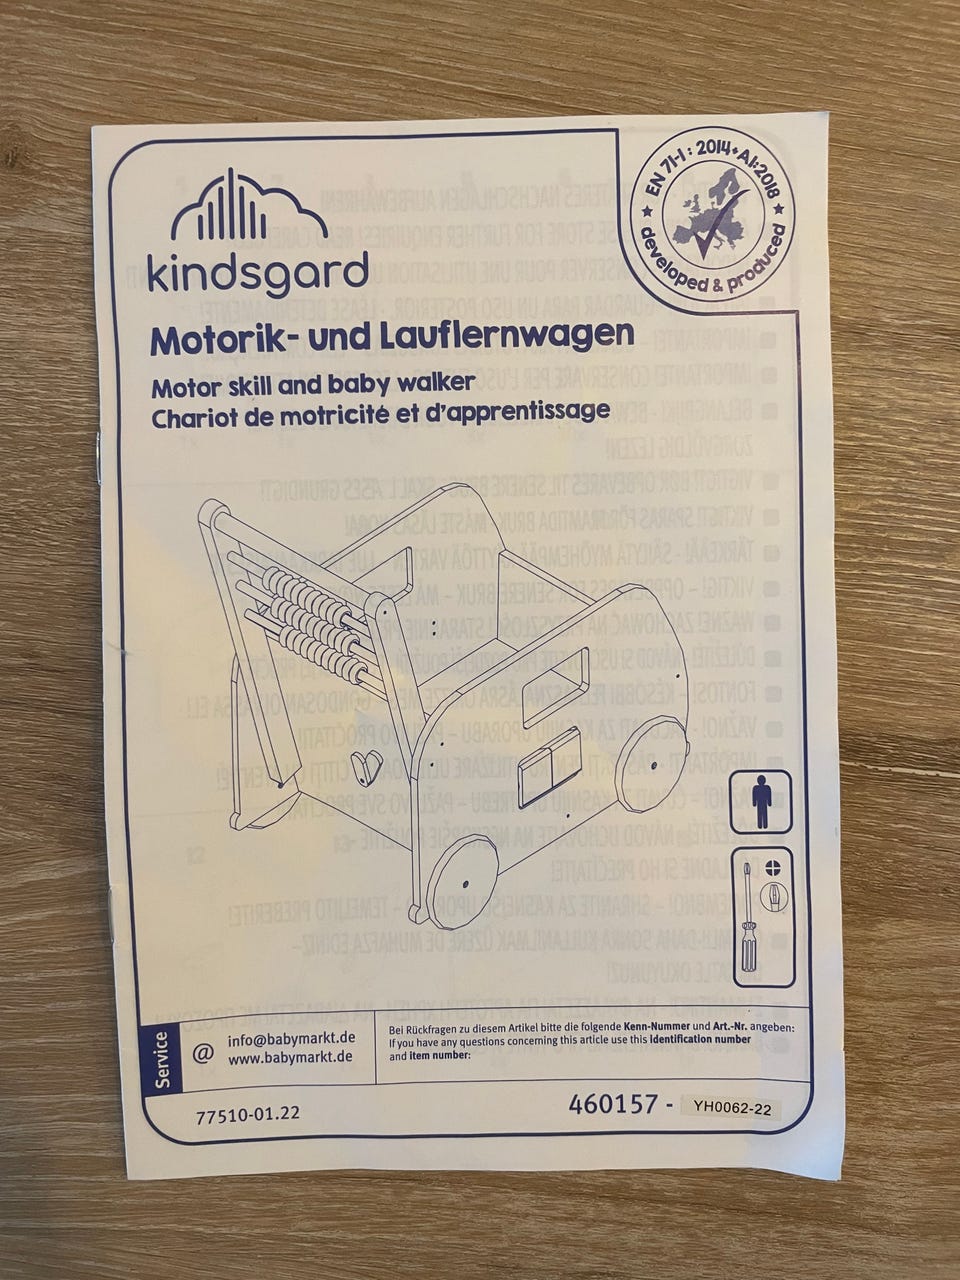 kindsgard
EN 71-1 : 2014+A1:2018
developed & produced
Motorik- und Lauflernwagen
Motor skill and baby walker
Chariot de motricité et d'apprentissage
Service
@
info@babymarkt.de
www.babymarkt.de
Bei Rückfragen zu diesem Artikel bitte die folgende Kenn-Nummer und Art.-Nr. angeben:
If you have any questions concerning this article use this identification number
and item number:
77510-01.22
460157 - YH0062-22